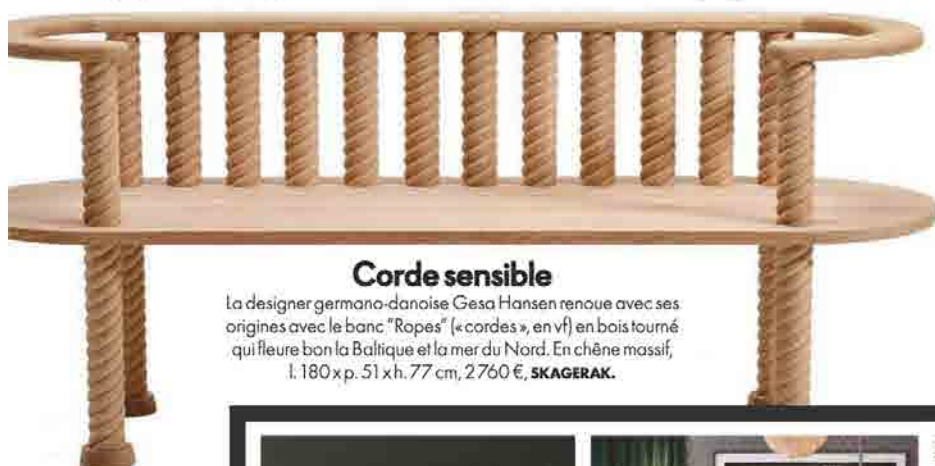 Corde sensible
La designer germano-danoise Gesa Hansen renoue avec ses
origines avec le banc "Ropes" (« cordes », en vf) en bois tourné
qui fleure bon la Baltique et la mer du Nord. En chêne massif,
l. 180 x p. 51 x h. 77 cm, 2 760 €, SKAGERAK.